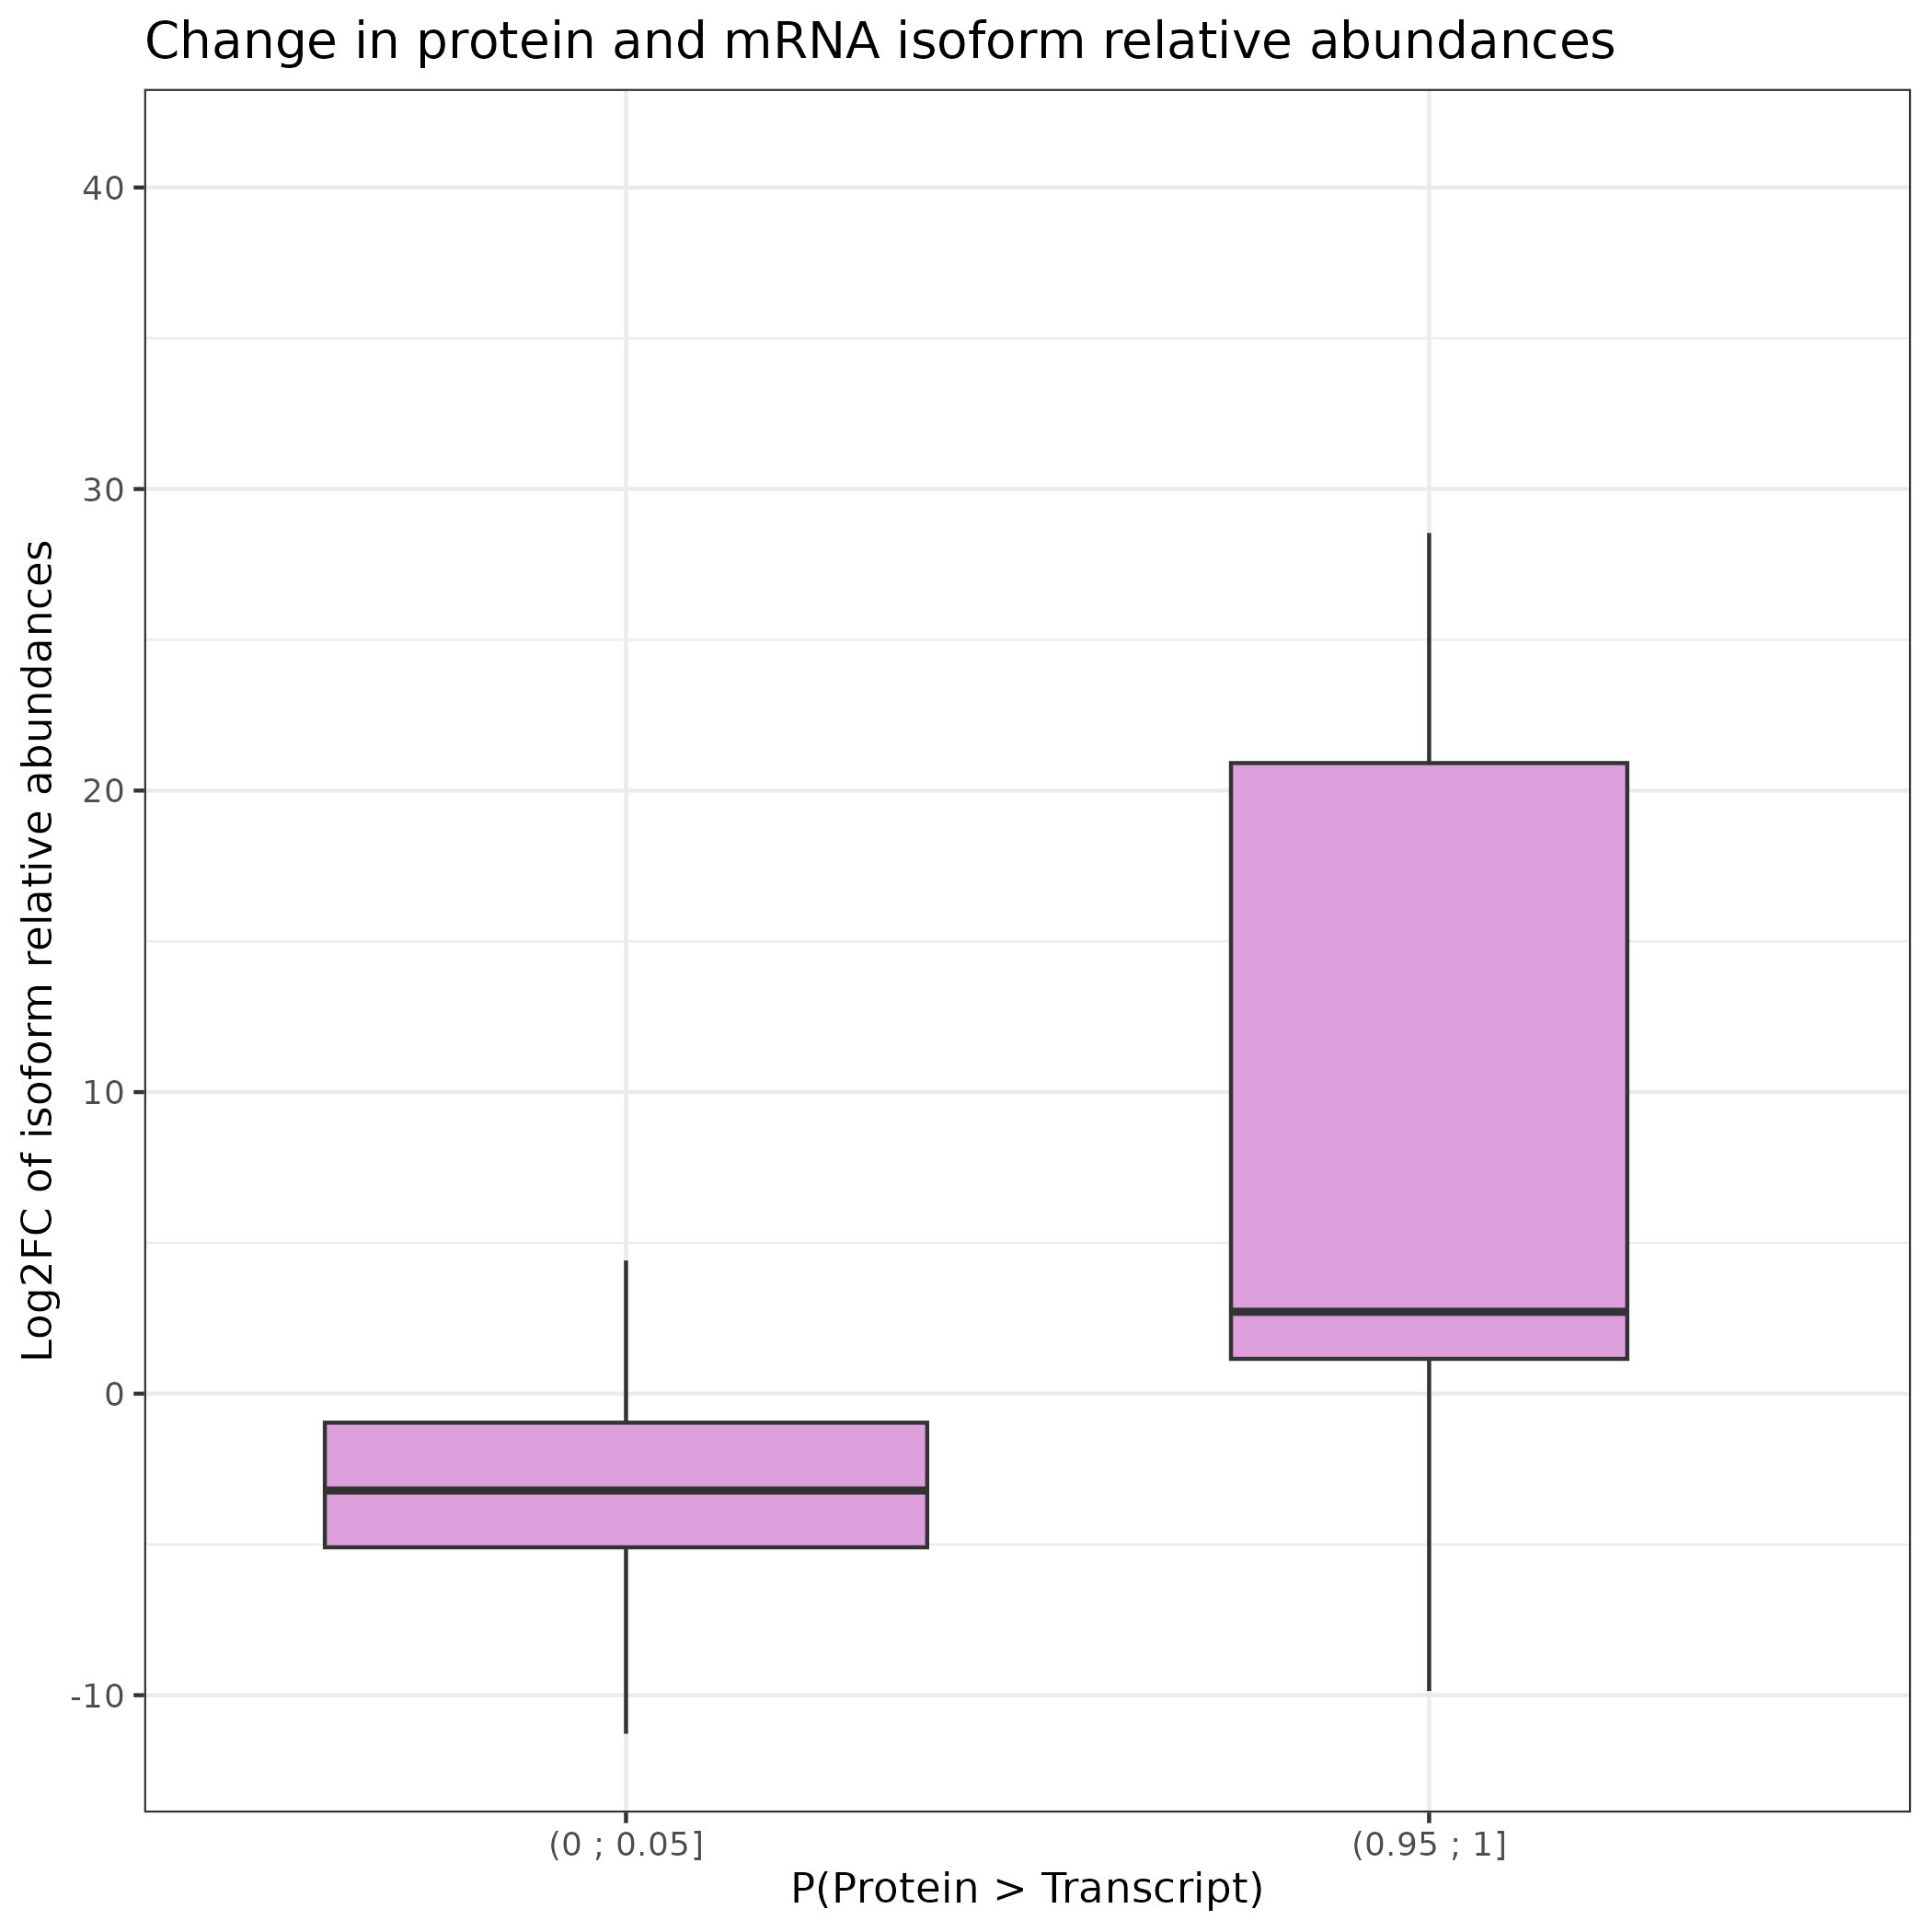 Change in protein and mRNA isoform relative abundances
Log2FC of isoform relative abundances
40
30
20
10
0
-10
(0 ; 0.05]
(0.95 ; 1]
P(Protein > Transcript)